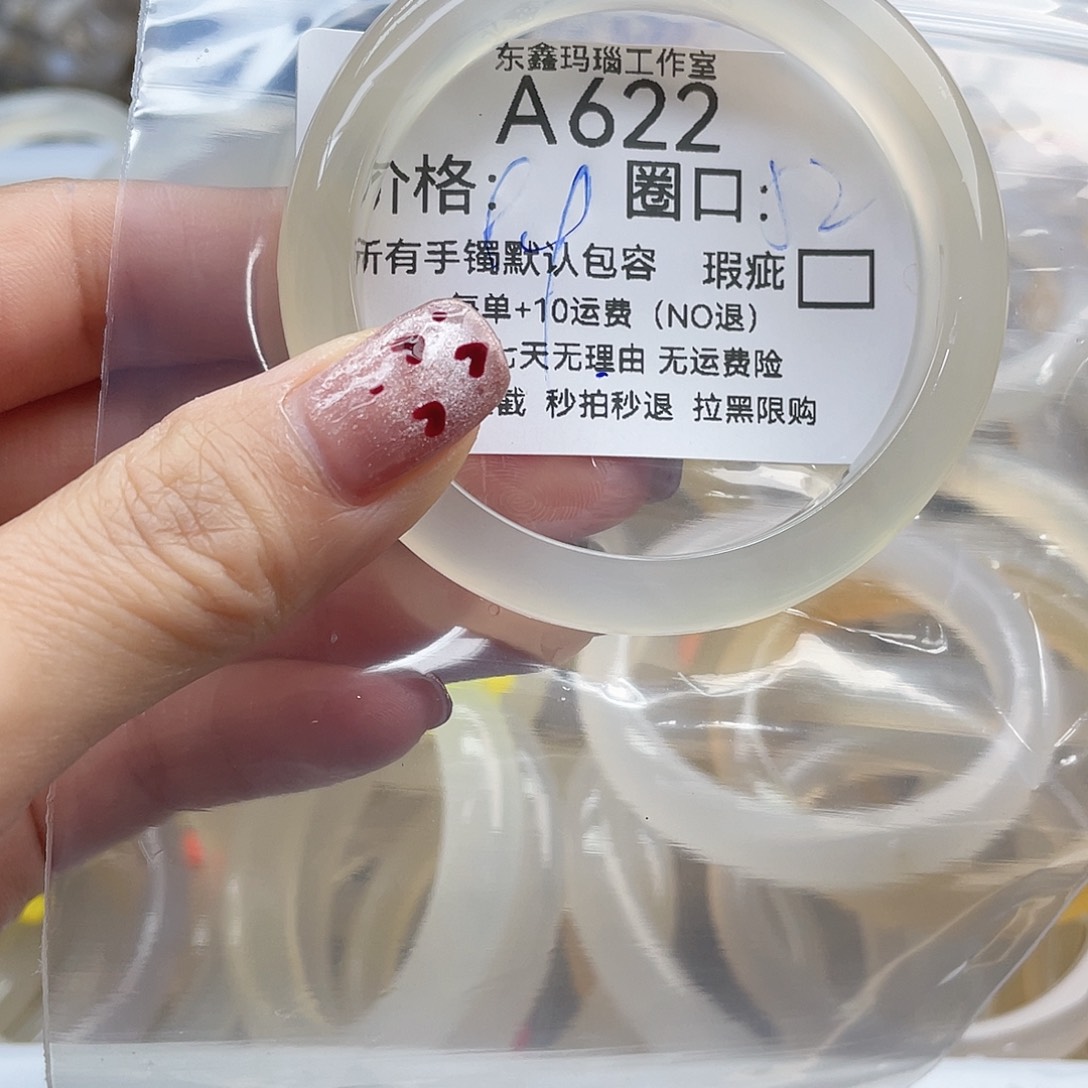 东鑫玛瑙工作室
A622
价格: 圈口:52
所有手镯默认包容 瑕疵
每单+10运费（NO退）
七天无理由 无运费险
截 秒拍秒退 拉黑限购